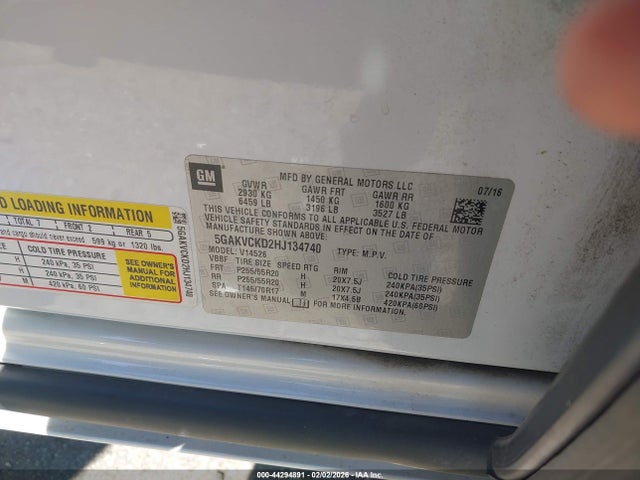 GM
MFD BY GENERAL MOTORS LLC
07/16
GVWR GAWR FRT GAWR RR
2930 KG 1450 KG 1600 KG
6459 LB 3196 LB 3527 LB
THIS VEHICLE CONFORMS TO ALL APPLICABLE U.S. FEDERAL MOTOR
VEHICLE SAFETY STANDARDS IN EFFECT ON THE DATE OF
MANUFACTURE SHOWN ABOVE.
5GAKVCKD2HJ134740 TYPE: M.P.V.
MODEL: V14526
VBBF TIRE SIZE SPEED RTG RIM COLD TIRE PRESSURE
FRT P255/55R20 H 20X7.5J 240KPA(35PSI)
RR P255/55R20 H 20X7.5J 240KPA(35PSI)
SPA T145/70R17 M 17X4.5B 420KPA(60PSI)
SEE OWNER'S MANUAL FOR MORE INFORMATION.
D LOADING INFORMATION
TOTAL 7 FRONT 2 REAR 5
and cargo should never exceed 599 kg or 1320 lbs.
COLD TIRE PRESSURE
H 240 kPa, 35 PSI
H 240 kPa, 35 PSI
M 420 kPa, 60 PSI
SEE OWNER'S
MANUAL FOR
ADDITIONAL
INFORMATION
5GAKVCKD2HJ134740
000-44294891 - 02/02/2026 - IAA Inc.